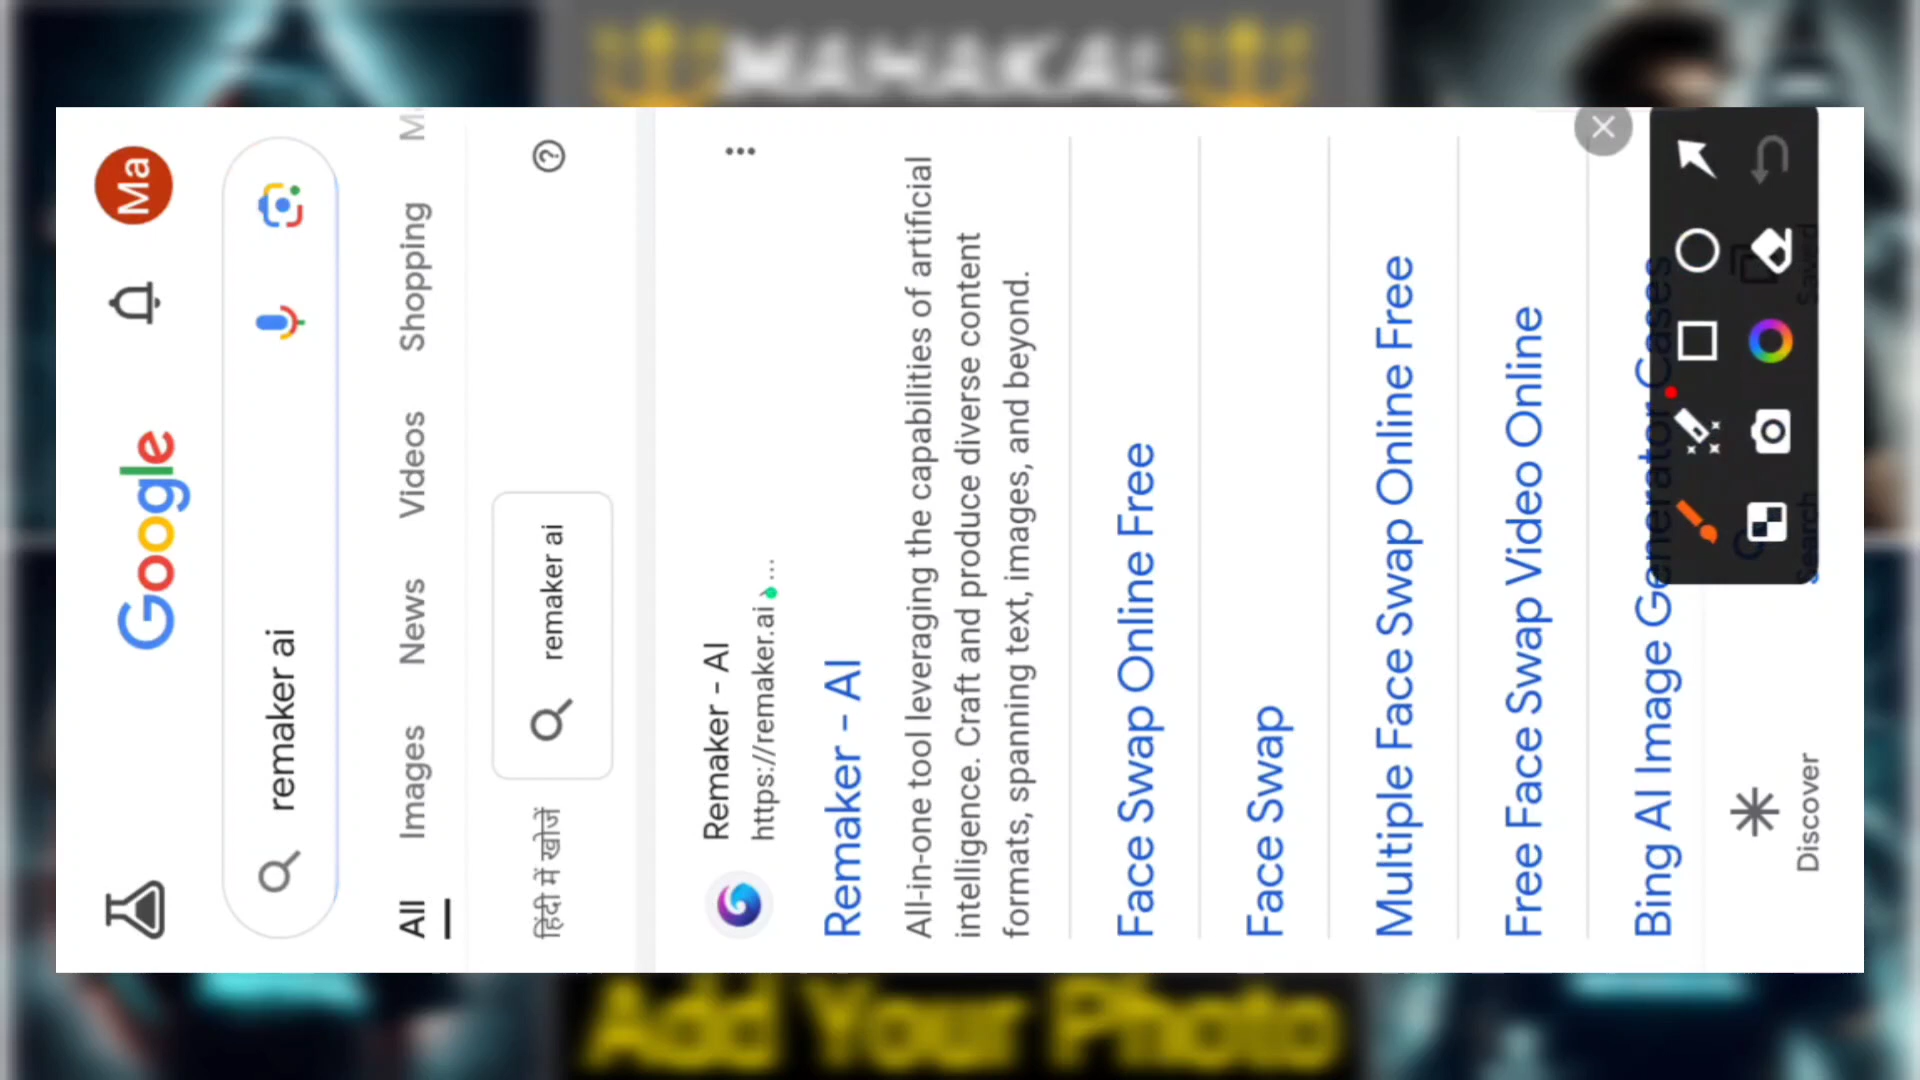 MAHAKAL
Google
Ma
remaker ai
All
Images
News
Videos
Shopping
हिंदी में खोजें
remaker ai
Remaker - AI
https://remaker.ai › ...
Remaker - AI
All-in-one tool leveraging the capabilities of artificial
intelligence. Craft and produce diverse content
formats, spanning text, images, and beyond.
Face Swap Online Free
Face Swap
Multiple Face Swap Online Free
Free Face Swap Video Online
Bing AI Image Generator Cases
Discover
Search
Saved
Add Your Photo